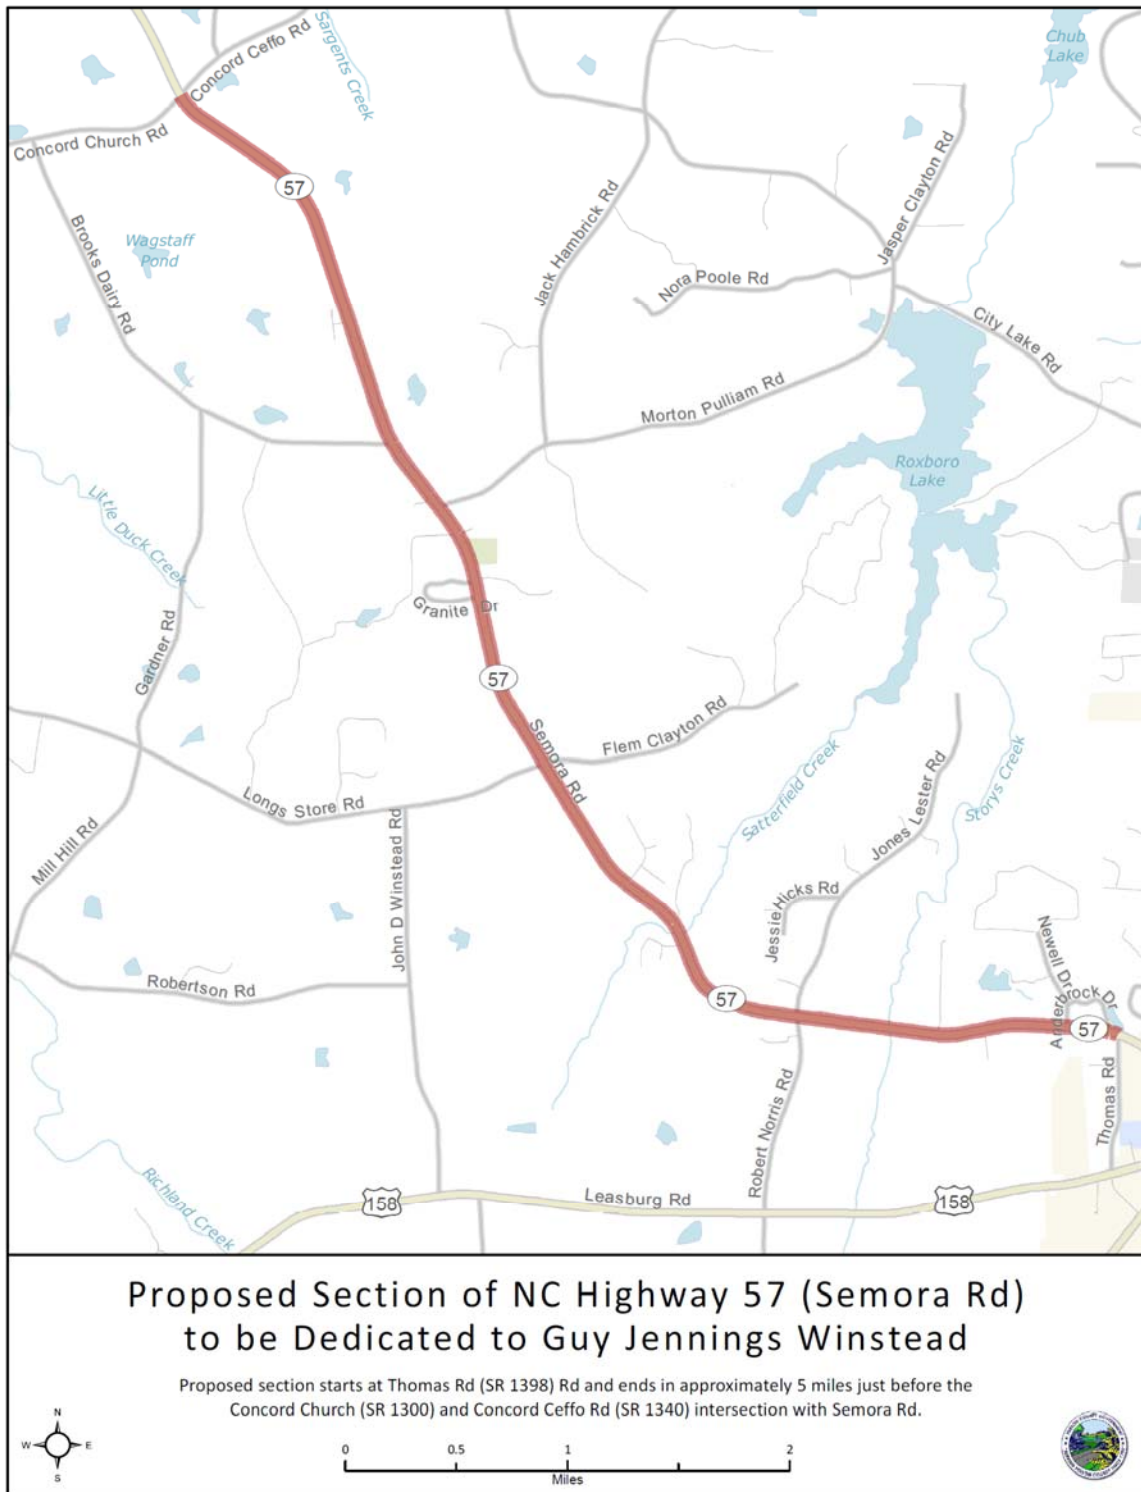 Chub
Lake
Sargents Creek
Concord Ceffo Rd
Concord Church Rd
57
Jasper Clayton Rd
Jack Hambrick Rd
Brooks Dairy Rd
Wagstaff
Pond
Nora Poole Rd
City Lake Rd
Morton Pulliam Rd
Roxboro
Lake
Little Duck Creek
Granite Dr
Gardner Rd
57
Semora Rd
Flem Clayton Rd
Satterfield Creek
Storys Creek
Jones Lester Rd
Longs Store Rd
Mill Hill Rd
John D Winstead Rd
Jessie Hicks Rd
Newell Dr
Anderbrock Dr
Robertson Rd
57
57
Thomas Rd
Robert Norris Rd
Richland Creek
158
Leasburg Rd
158
Proposed Section of NC Highway 57 (Semora Rd)
to be Dedicated to Guy Jennings Winstead
Proposed section starts at Thomas Rd (SR 1398) Rd and ends in approximately 5 miles just before the
Concord Church (SR 1300) and Concord Ceffo Rd (SR 1340) intersection with Semora Rd.
N
W E
S
0 0.5 1 2
Miles